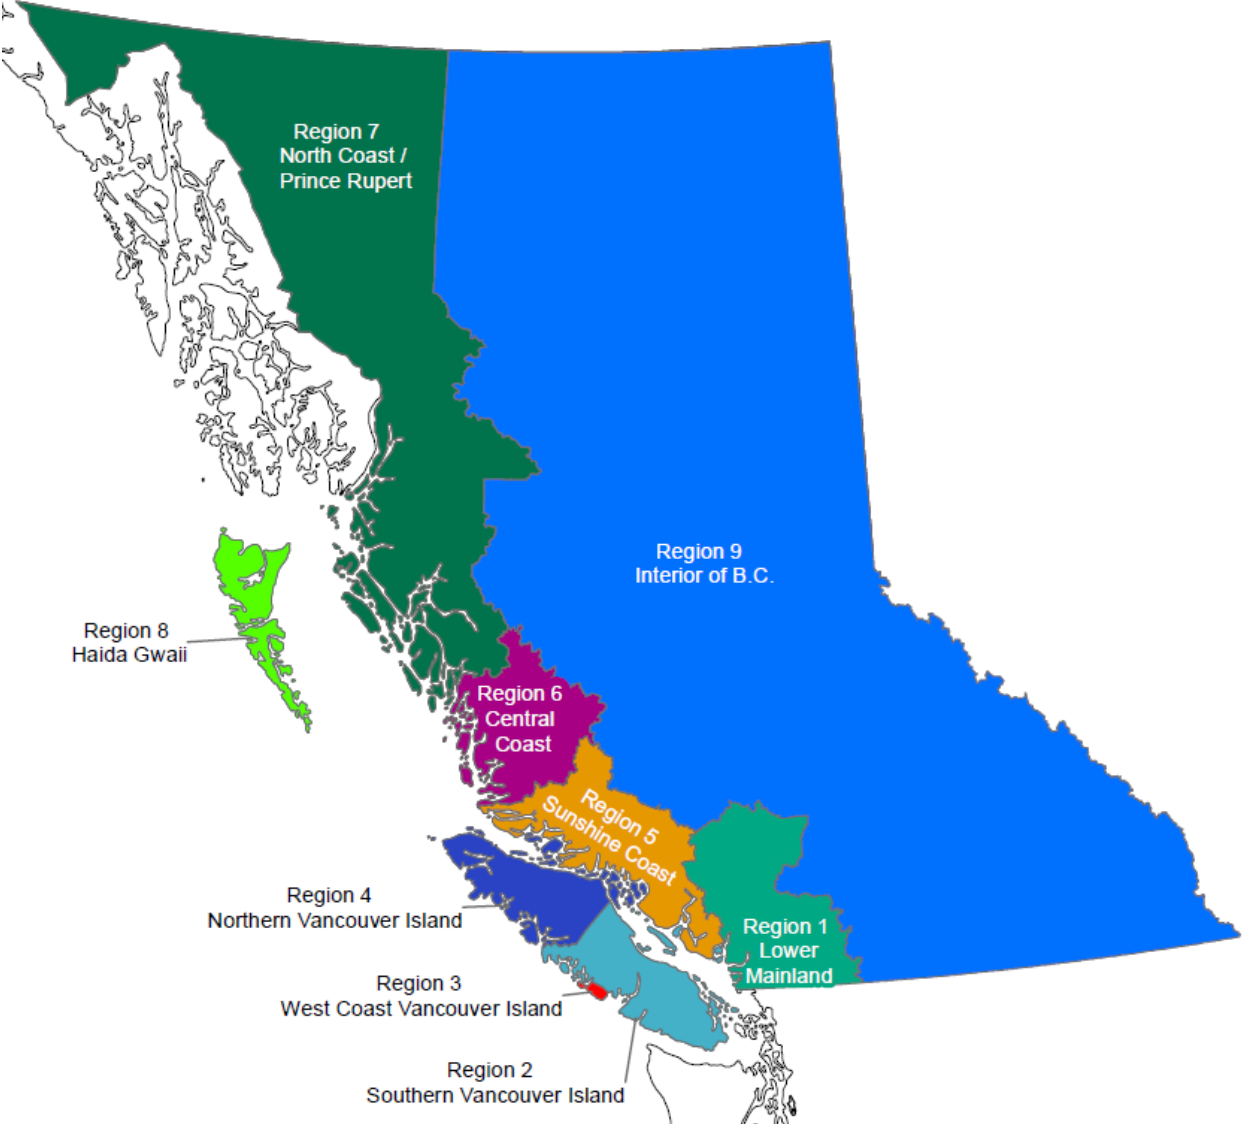 Region 7
North Coast /
Prince Rupert
Region 9
Interior of B.C.
Region 8
Haida Gwaii
Region 6
Central
Coast
Region 5
Sunshine Coast
Region 4
Northern Vancouver Island
Region 1
Lower
Mainland
Region 3
West Coast Vancouver Island
Region 2
Southern Vancouver Island